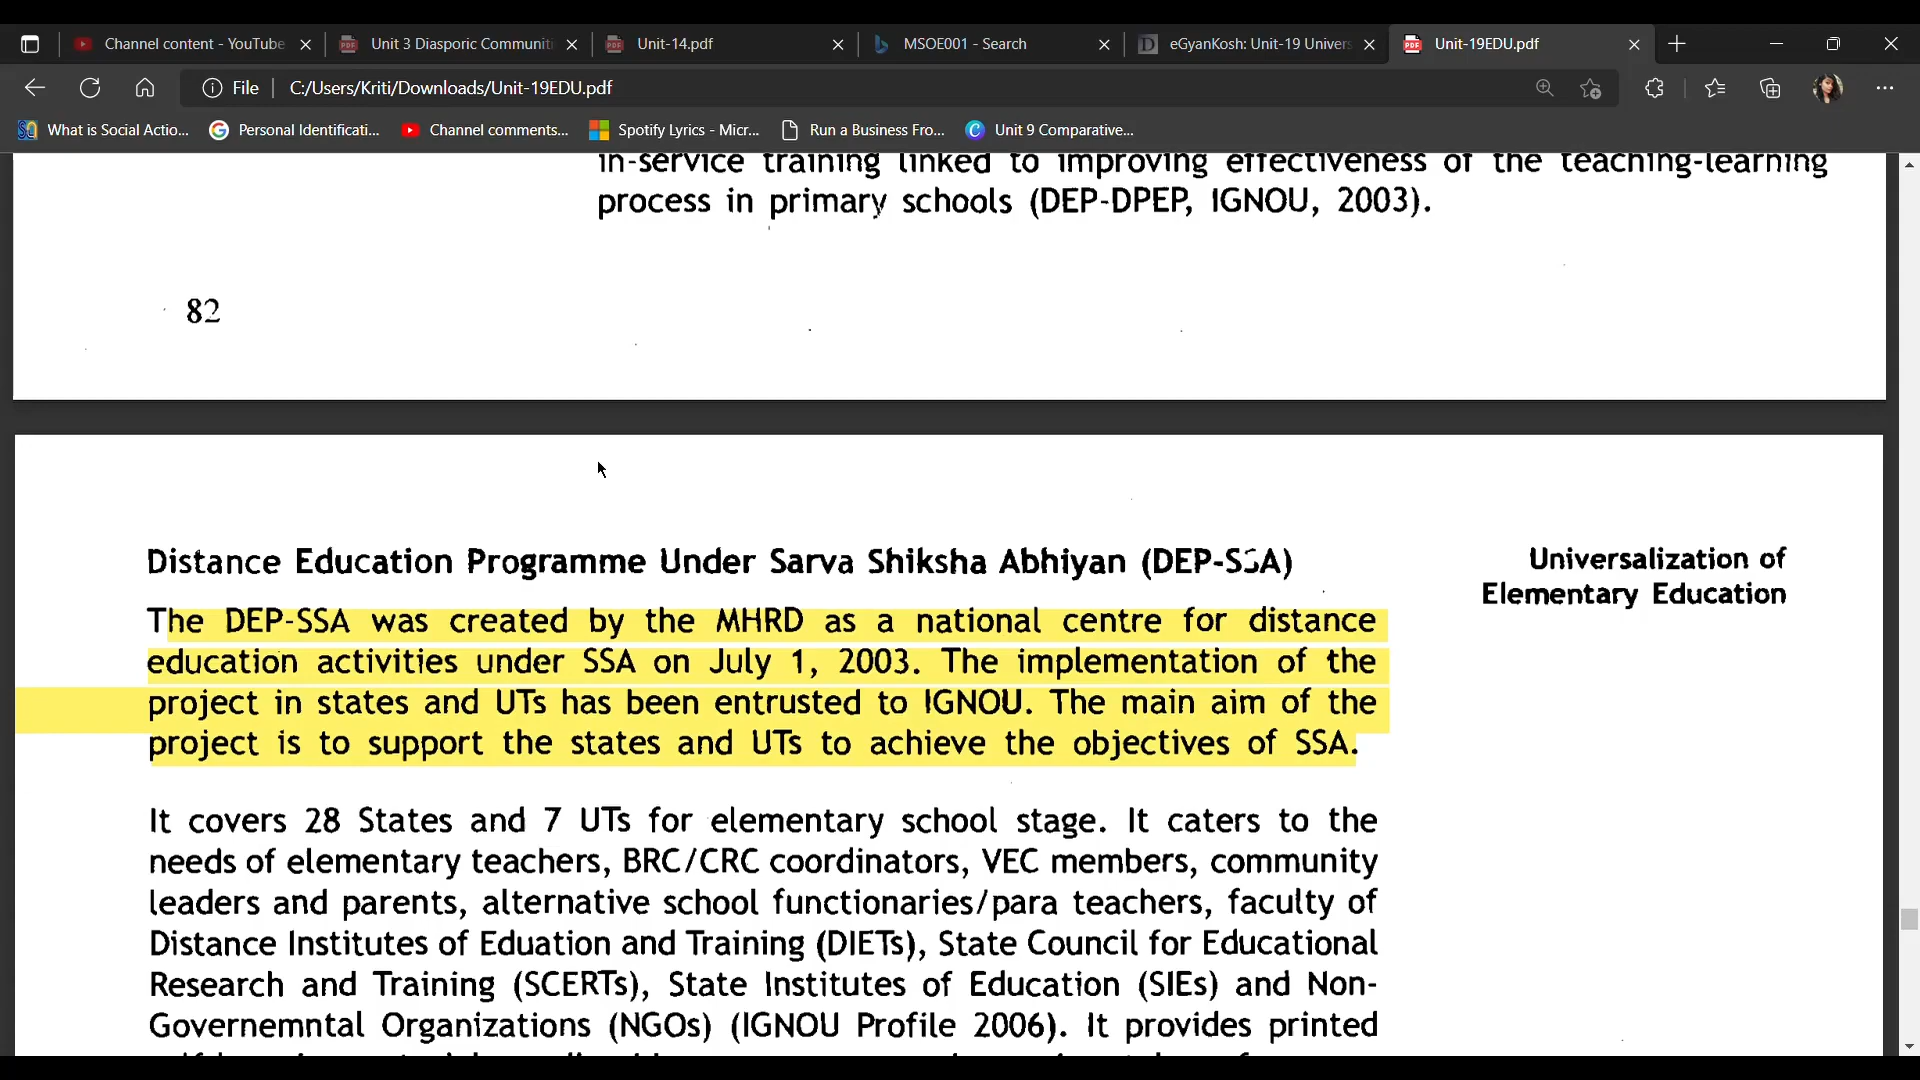 Channel content - YouTube
Unit 3 Diasporic Communiti
Unit-14.pdf
MSOE001 - Search
eGyanKosh: Unit-19 Univers
Unit-19EDU.pdf
File
C:/Users/Kriti/Downloads/Unit-19EDU.pdf
What is Social Actio...
Personal Identificati...
Channel comments...
Spotify Lyrics - Micr...
Run a Business Fro...
Unit 9 Comparative...
in-service training linked to improving effectiveness of the teaching-learning
process in primary schools (DEP-DPEP, IGNOU, 2003).
82
Distance Education Programme Under Sarva Shiksha Abhiyan (DEP-SSA)
Universalization of
Elementary Education
The DEP-SSA was created by the MHRD as a national centre for distance
education activities under SSA on July 1, 2003. The implementation of the
project in states and UTs has been entrusted to IGNOU. The main aim of the
project is to support the states and UTs to achieve the objectives of SSA.
It covers 28 States and 7 UTs for elementary school stage. It caters to the
needs of elementary teachers, BRC/CRC coordinators, VEC members, community
leaders and parents, alternative school functionaries/para teachers, faculty of
Distance Institutes of Eduation and Training (DIETs), State Council for Educational
Research and Training (SCERTs), State Institutes of Education (SIEs) and Non-
Governemntal Organizations (NGOs) (IGNOU Profile 2006). It provides printed